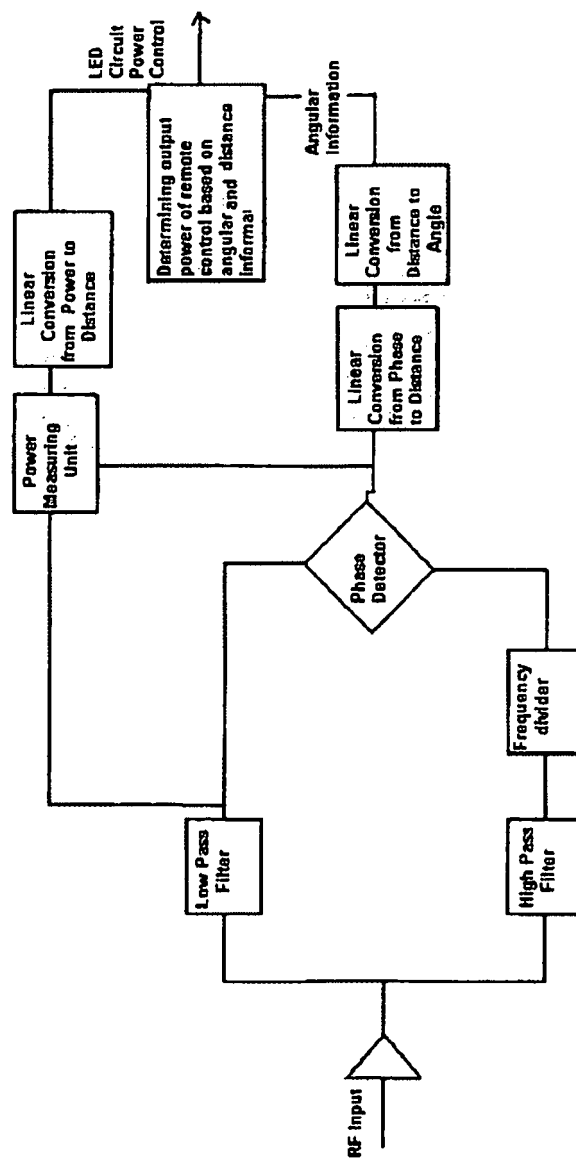 RF Input
Low Pass
Filter
High Pass
Filter
Frequency
divider
Phase
Detector
Power
Measuring
Unit
Linear
Conversion
from Power to
Distance
Linear
Conversion
from Phase
to Distance
Linear
Conversion
from
Distance to
Angle
Angular
Information
Determining output
power of remote
control based on
angular and distance
informai
LED
Circuit
Power
Control